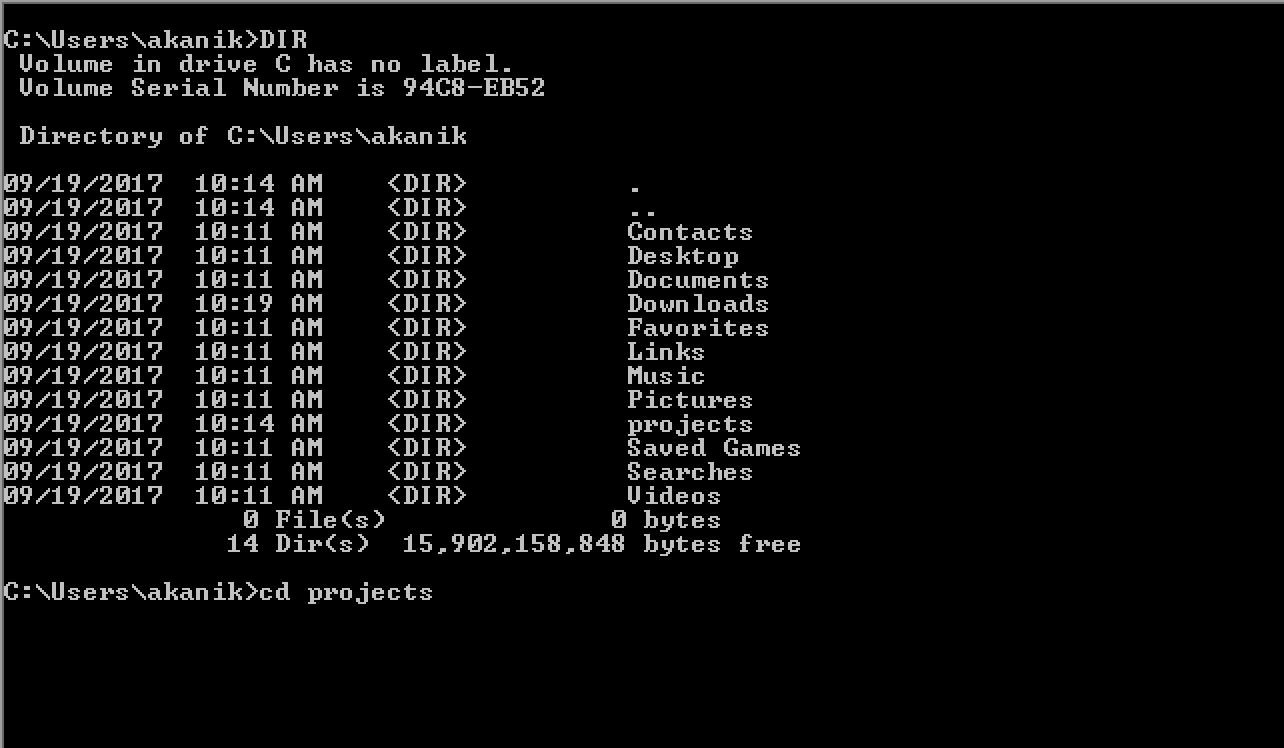 C:\Users\akanik>DIR
 Volume in drive C has no label.
 Volume Serial Number is 94C8-EB52

 Directory of C:\Users\akanik

09/19/2017  10:14 AM    <DIR>          .
09/19/2017  10:14 AM    <DIR>          ..
09/19/2017  10:11 AM    <DIR>          Contacts
09/19/2017  10:11 AM    <DIR>          Desktop
09/19/2017  10:11 AM    <DIR>          Documents
09/19/2017  10:19 AM    <DIR>          Downloads
09/19/2017  10:11 AM    <DIR>          Favorites
09/19/2017  10:11 AM    <DIR>          Links
09/19/2017  10:11 AM    <DIR>          Music
09/19/2017  10:11 AM    <DIR>          Pictures
09/19/2017  10:14 AM    <DIR>          projects
09/19/2017  10:11 AM    <DIR>          Saved Games
09/19/2017  10:11 AM    <DIR>          Searches
09/19/2017  10:11 AM    <DIR>          Videos
               0 File(s)              0 bytes
              14 Dir(s)  15,902,158,848 bytes free

C:\Users\akanik>cd projects